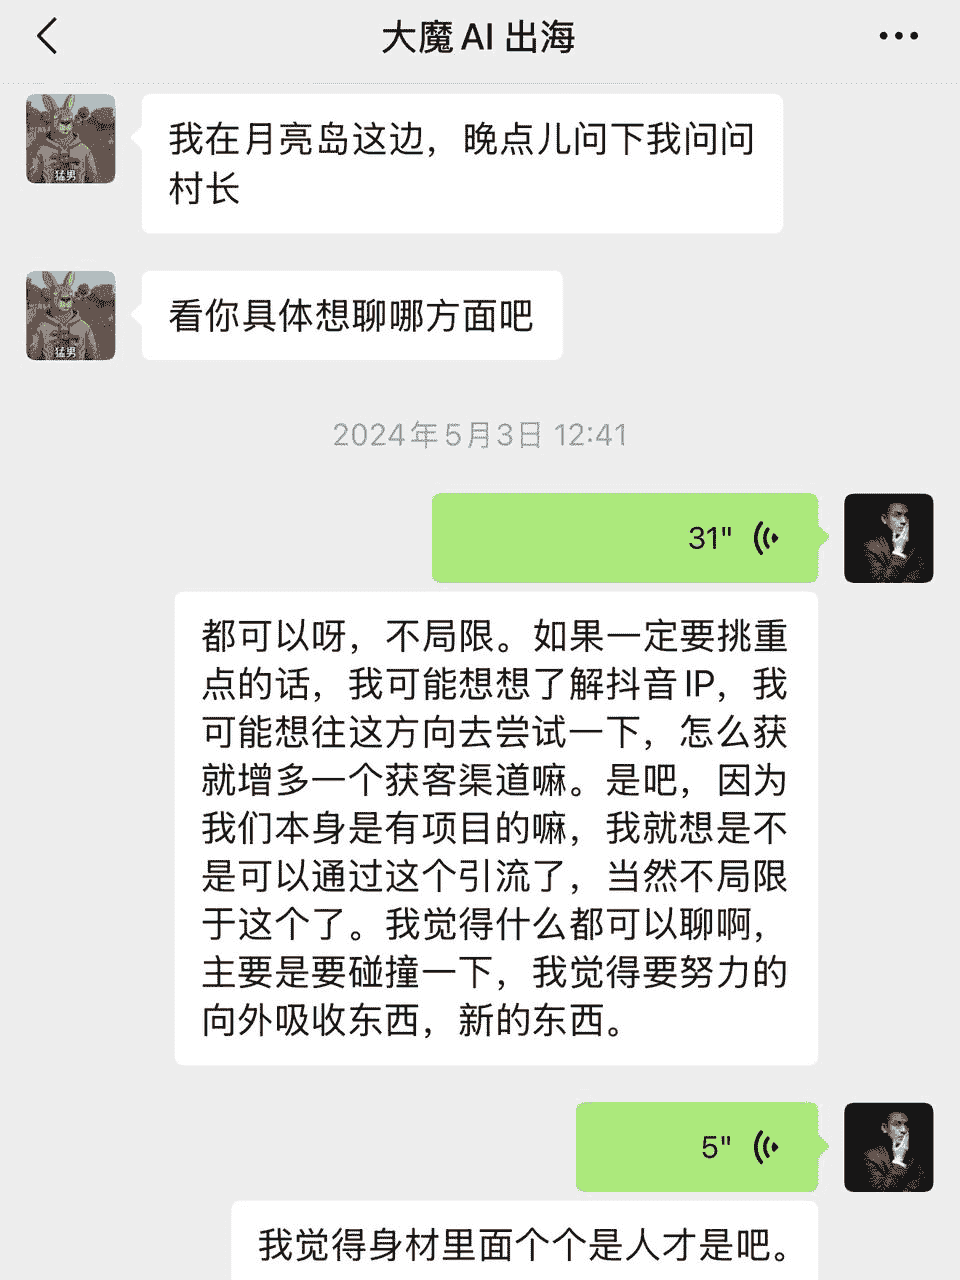 大魔AI 出海
我在月亮岛这边，晚点儿问下我问问
村长
猛男
看你具体想聊哪方面吧
猛男
2024年5月3日 12:41
31"
都可以呀，不局限。如果一定要挑重
点的话，我可能想想了解抖音IP，我
可能想往这方向去尝试一下，怎么获
就增多一个获客渠道嘛。是吧，因为
我们本身是有项目的嘛，我就想是不
是可以通过这个引流了，当然不局限
于这个了。我觉得什么都可以聊啊，
主要是要碰撞一下，我觉得要努力的
向外吸收东西，新的东西。
5"
我觉得身材里面个个是人才是吧。